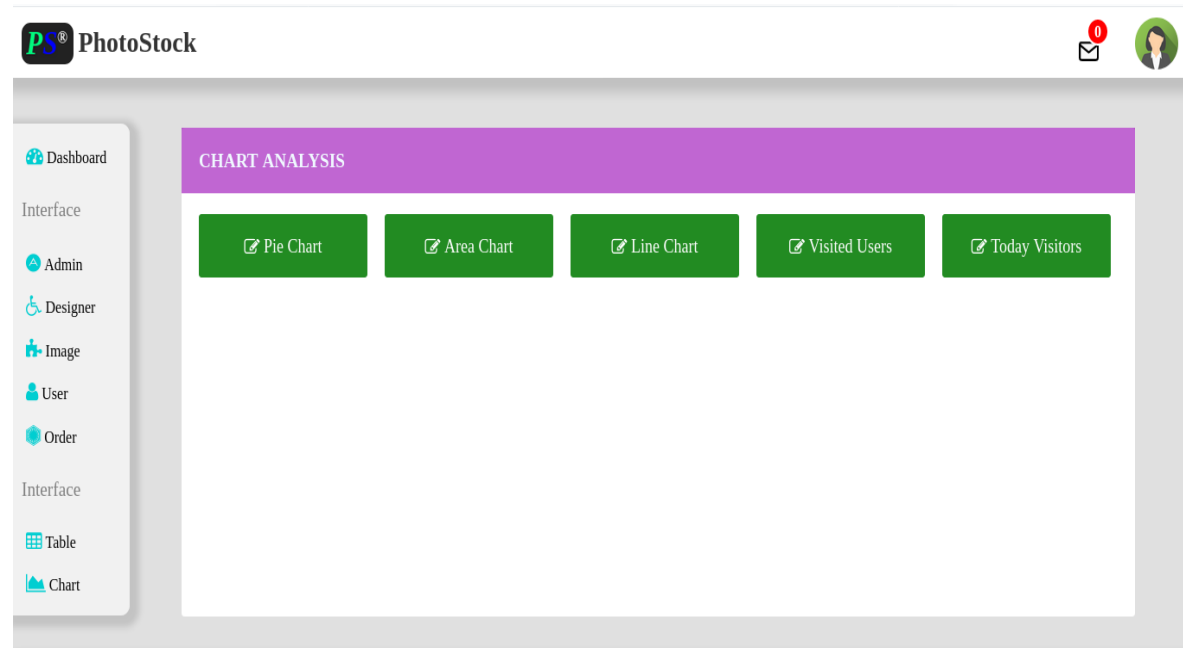 PS® PhotoStock
0
Dashboard
Interface
Admin
Designer
Image
User
Order
Interface
Table
Chart
CHART ANALYSIS
Pie Chart
Area Chart
Line Chart
Visited Users
Today Visitors